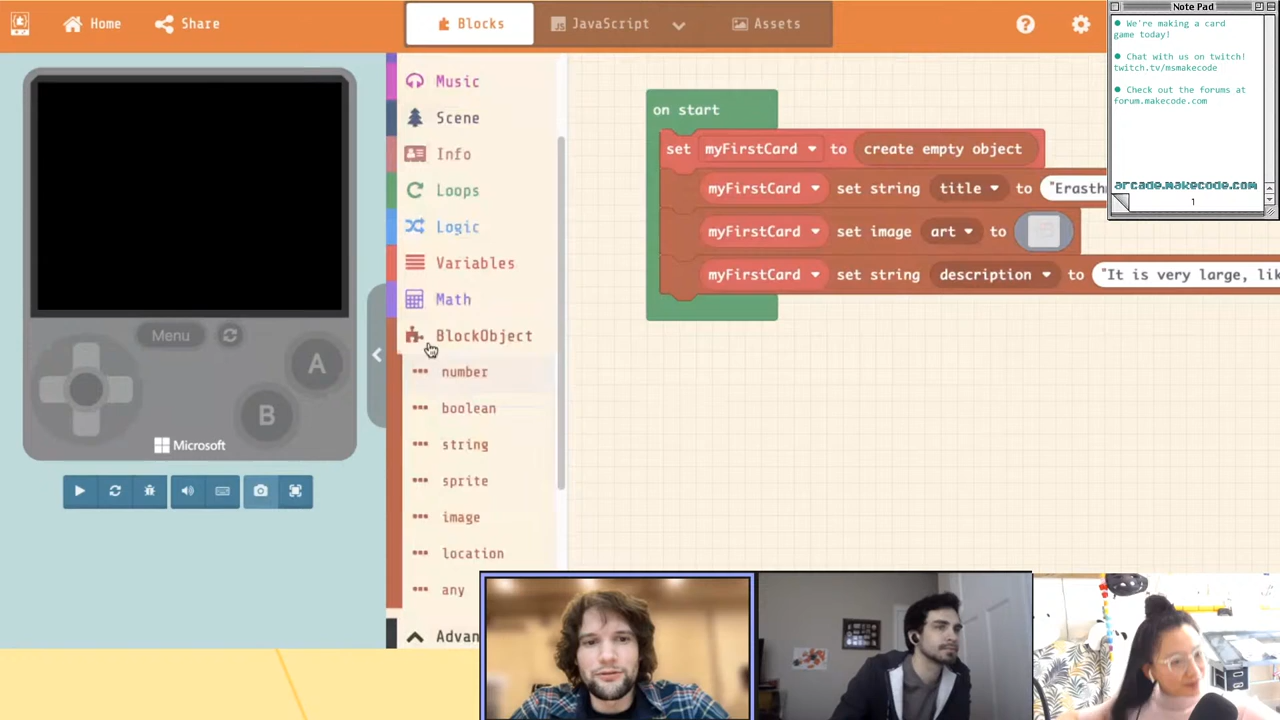 Home
Share
Blocks
JavaScript
Assets
Note Pad
We're making a card
game today!
Chat with us on twitch!
twitch.tv/msmakecode
Check out the forums at
forum.makecode.com
arcade.makecode.com
1
Menu
A
B
Microsoft
Music
Scene
Info
Loops
Logic
Variables
Math
BlockObject
number
boolean
string
sprite
image
location
any
Advan
on start
set myFirstCard to create empty object
myFirstCard set string title to "Erasth
myFirstCard set image art to
myFirstCard set string description to "It is very large, lik